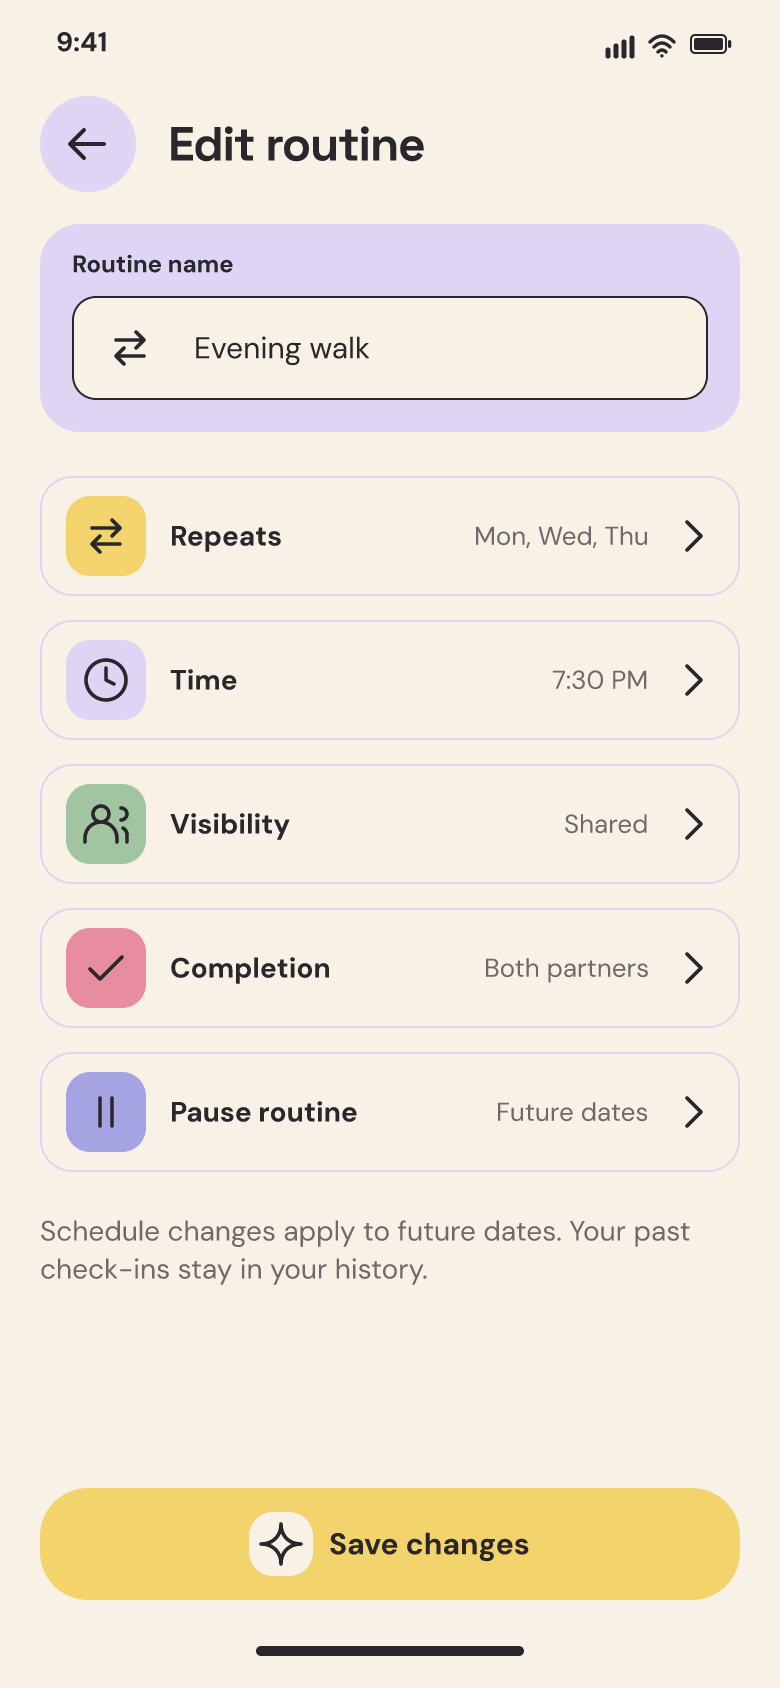 9:41
Edit routine
Routine name
Evening walk
Repeats Mon, Wed, Thu
Time 7:30 PM
Visibility Shared
Completion Both partners
Pause routine Future dates
Schedule changes apply to future dates. Your past
check-ins stay in your history.
Save changes